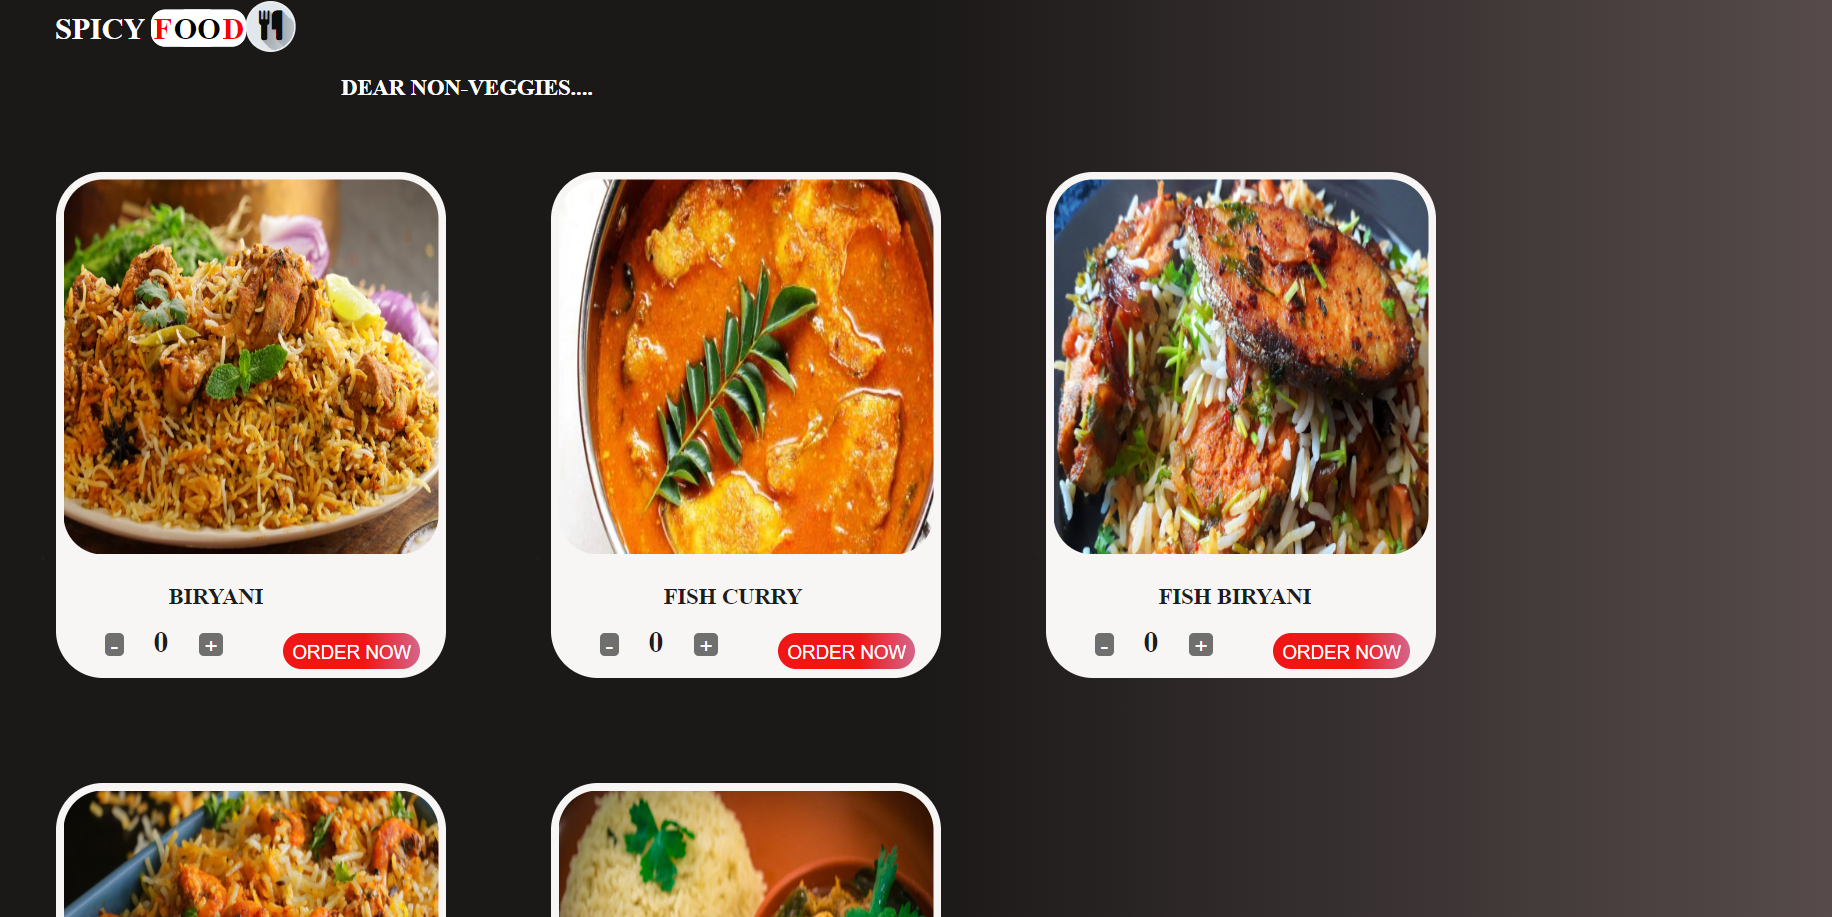 SPICY FOOD
DEAR NON-VEGGIES....
BIRYANI
- 0 + ORDER NOW
FISH CURRY
- 0 + ORDER NOW
FISH BIRYANI
- 0 + ORDER NOW